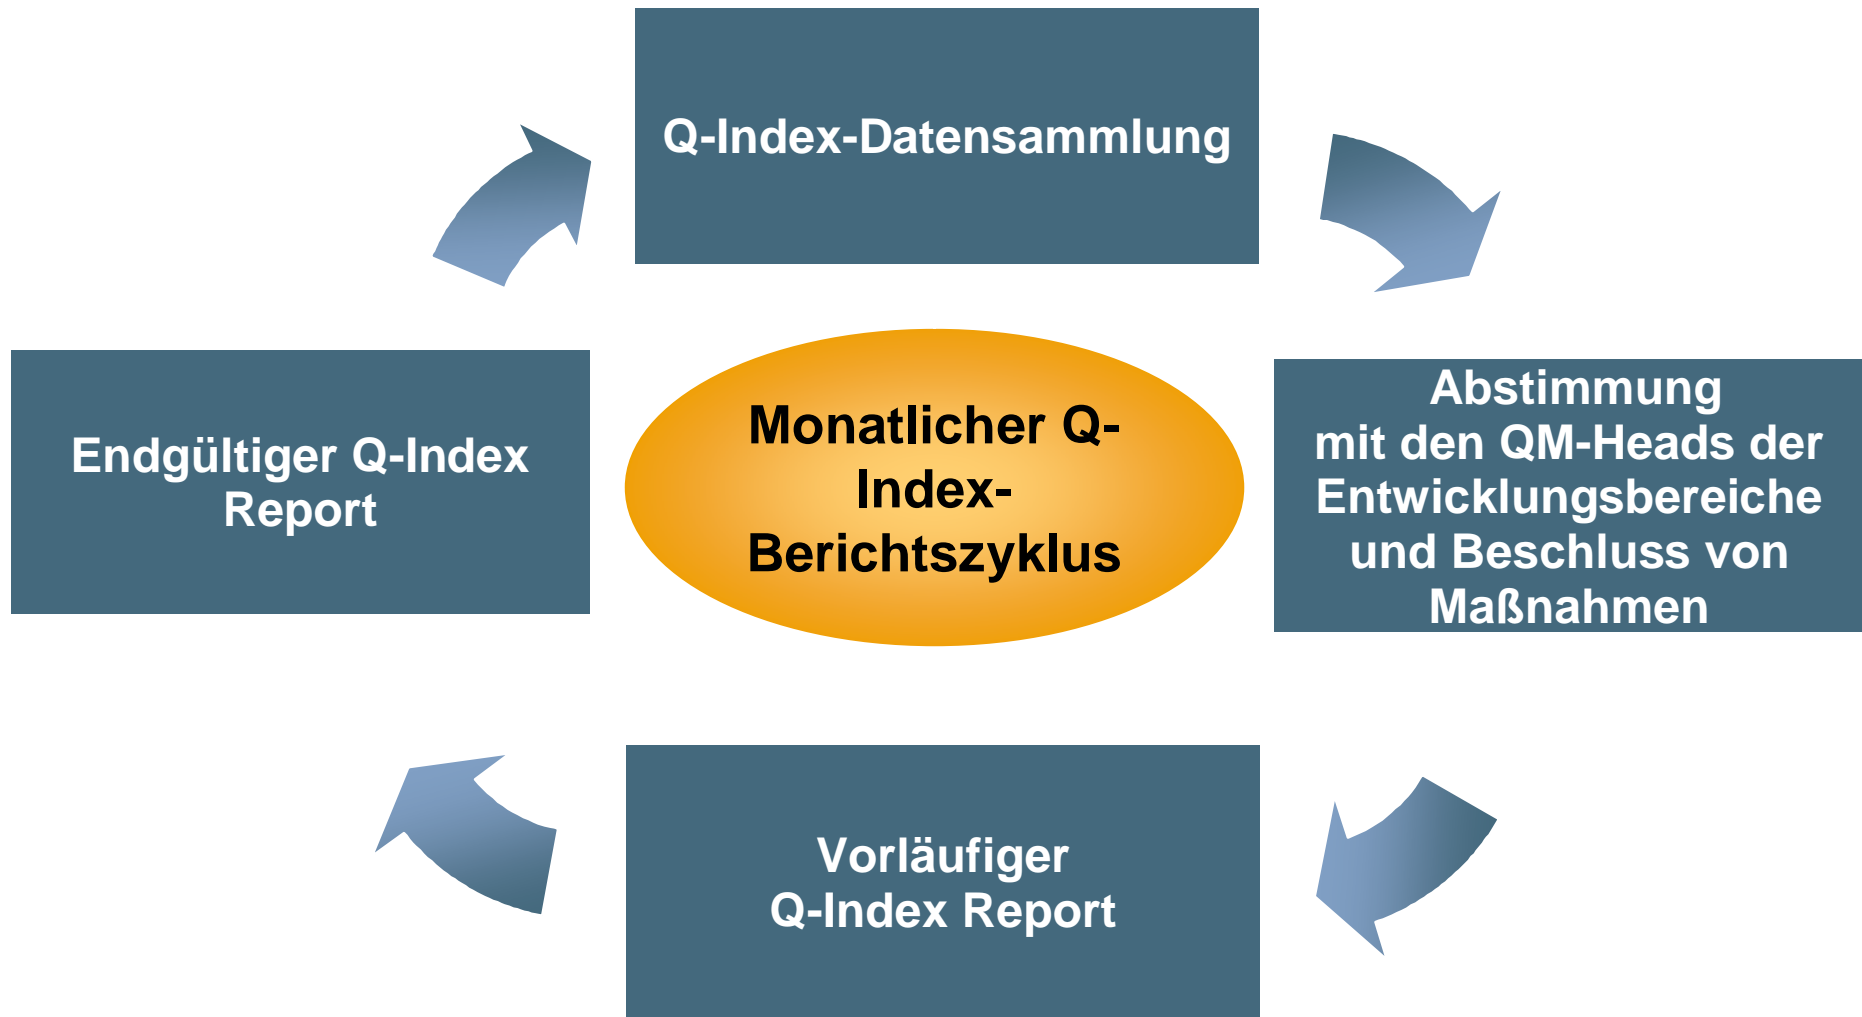 Q-Index-Datensammlung
Endgültiger Q-Index
Report
Monatlicher Q-
Index-
Berichtszyklus
Abstimmung
mit den QM-Heads der
Entwicklungsbereiche
und Beschluss von
Maßnahmen
Vorläufiger
Q-Index Report